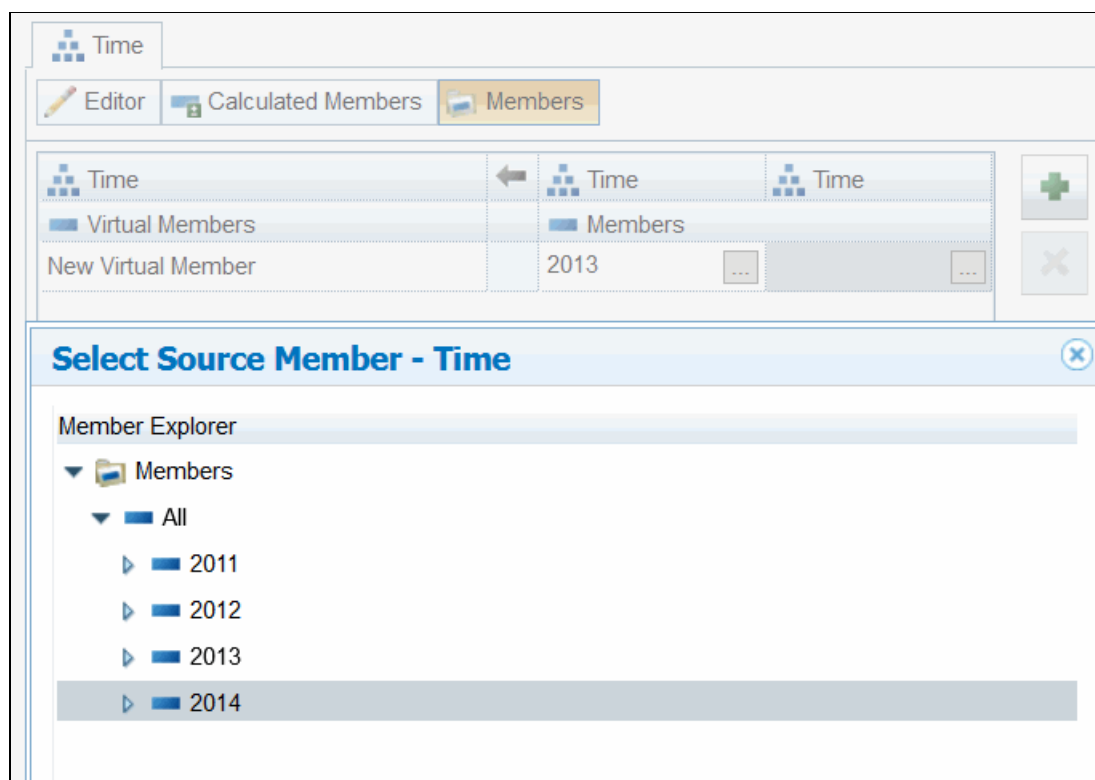 Time
Editor Calculated Members Members
Time Time Time
Virtual Members Members
New Virtual Member 2013 ... ...
Select Source Member - Time
Member Explorer
Members
All
2011
2012
2013
2014